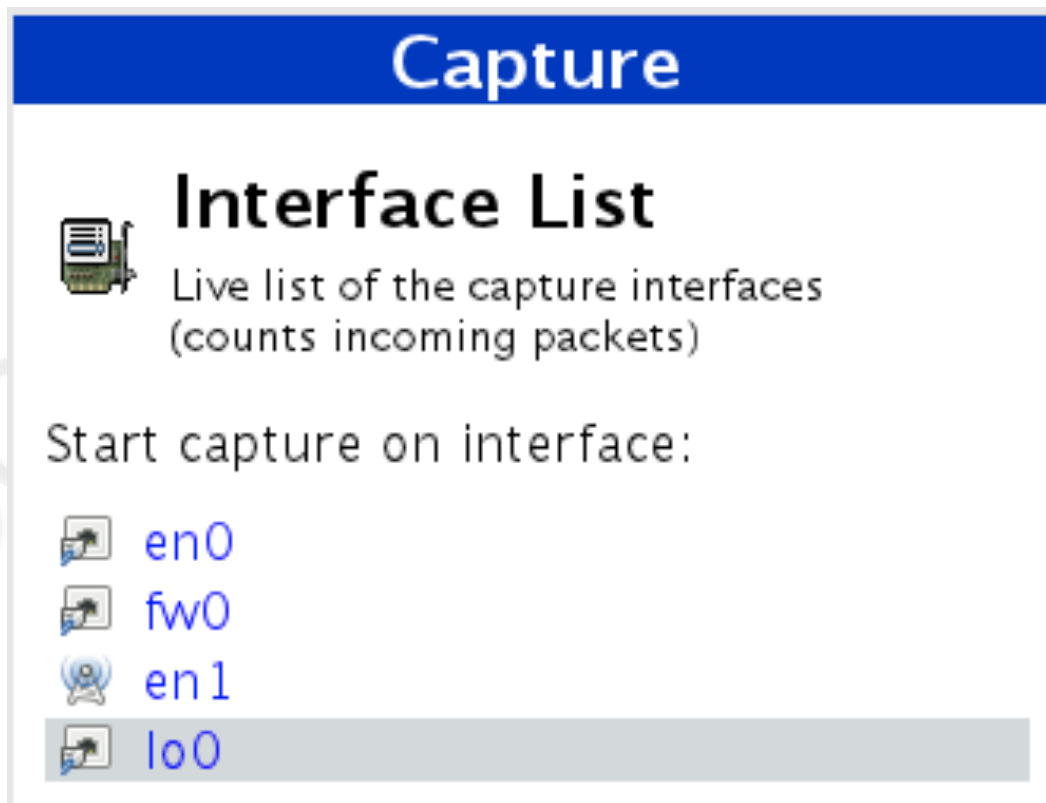 Capture
Interface List
Live list of the capture interfaces
(counts incoming packets)
Start capture on interface:
en0
fw0
en1
lo0